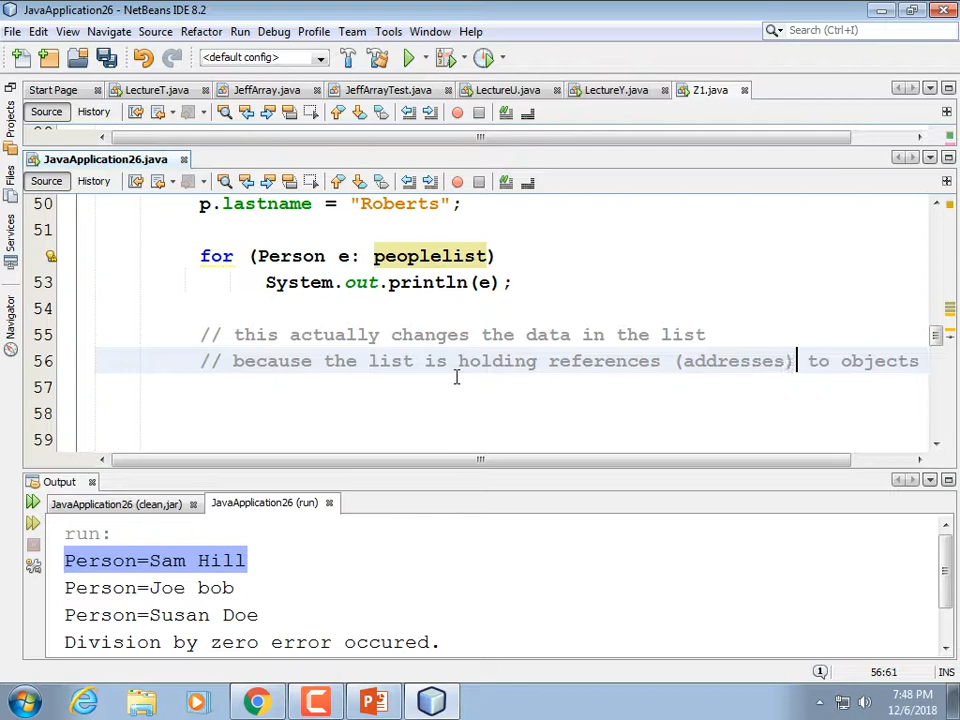 JavaApplication26 - NetBeans IDE 8.2
File Edit View Navigate Source Refactor Run Debug Profile Team Tools Window Help
Search (Ctrl+I)
<default config>
Start Page LectureT.java JeffArray.java JeffArrayTest.java LectureU.java LectureY.java Z1.java
Source History
JavaApplication26.java
Source History
Projects
Files
Services
Navigator
50 p.lastname = "Roberts";
51
for (Person e: peoplelist)
53 System.out.println(e);
54
55 // this actually changes the data in the list
56 // because the list is holding references (addresses) to objects
57
58
59
Output
JavaApplication26 (clean,jar) JavaApplication26 (run)
run:
Person=Sam Hill
Person=Joe bob
Person=Susan Doe
Division by zero error occured.
1 56:61 INS
7:48 PM
12/6/2018